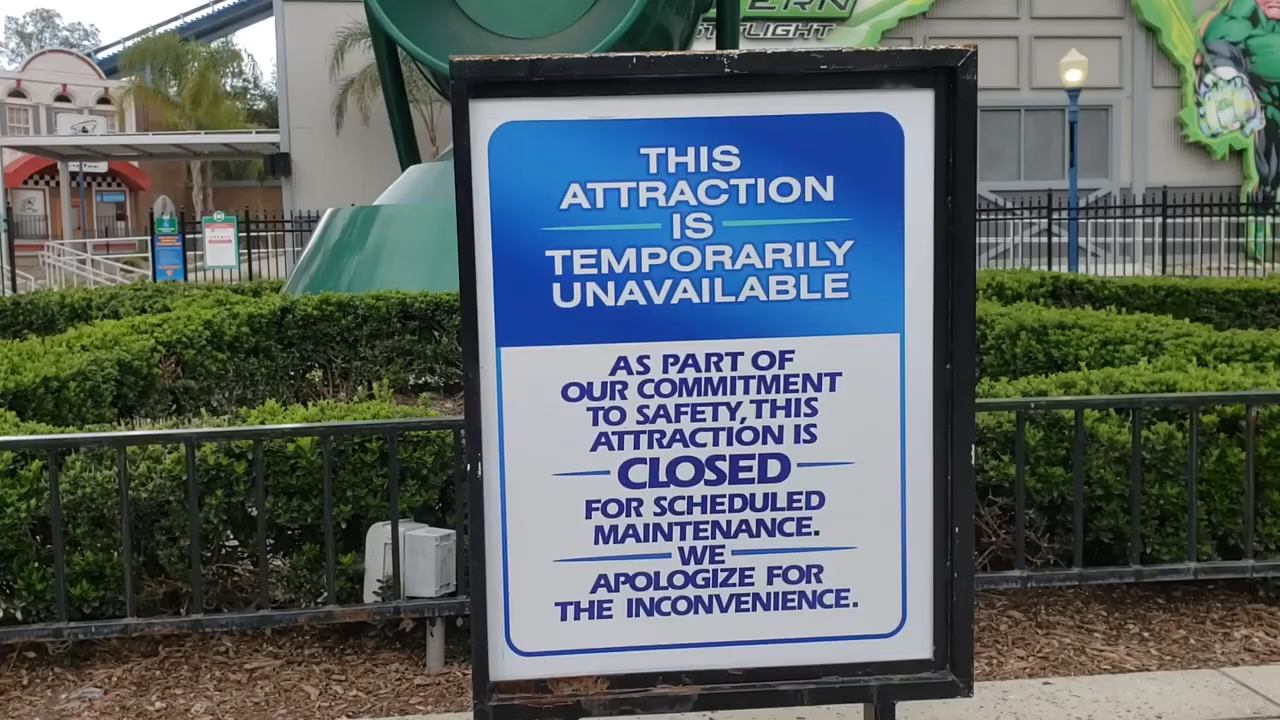 THIS
ATTRACTION
IS
TEMPORARILY
UNAVAILABLE
AS PART OF
OUR COMMITMENT
TO SAFETY, THIS
ATTRACTION IS
CLOSED
FOR SCHEDULED
MAINTENANCE.
WE
APOLOGIZE FOR
THE INCONVENIENCE.